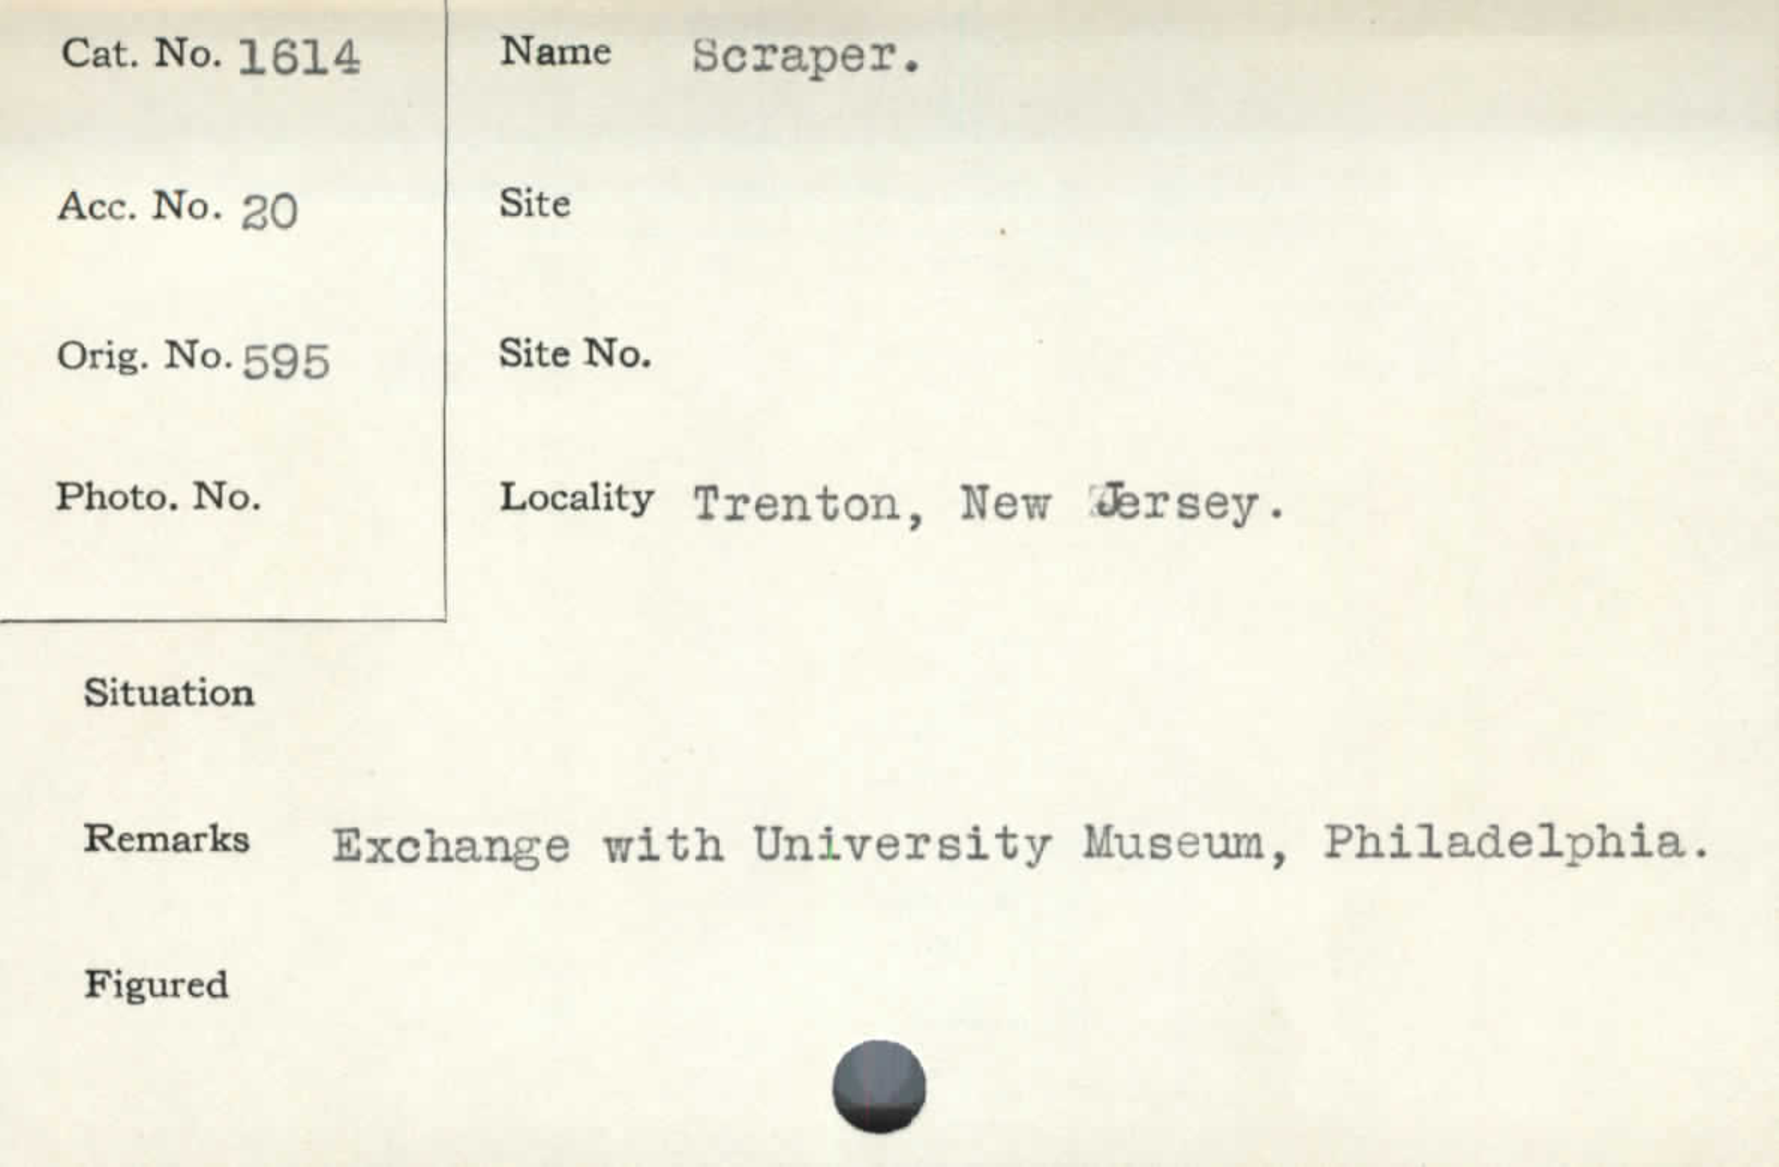 Cat. No. 1614
Name Scraper.
Acc. No. 20
Site
Orig. No. 595
Site No.
Photo. No.
Locality Trenton, New Jersey.
Situation
Remarks Exchange with University Museum, Philadelphia.
Figured